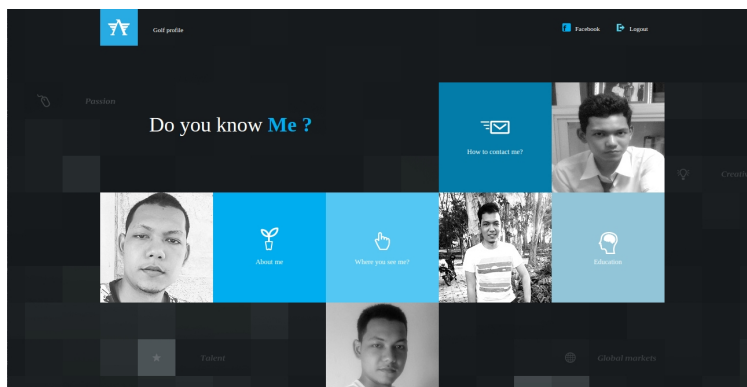 Golf profile
Facebook
Logout
Passion
Do you know Me ?
How to contact me?
About me
Where you see me?
Education
Talent
Global markets